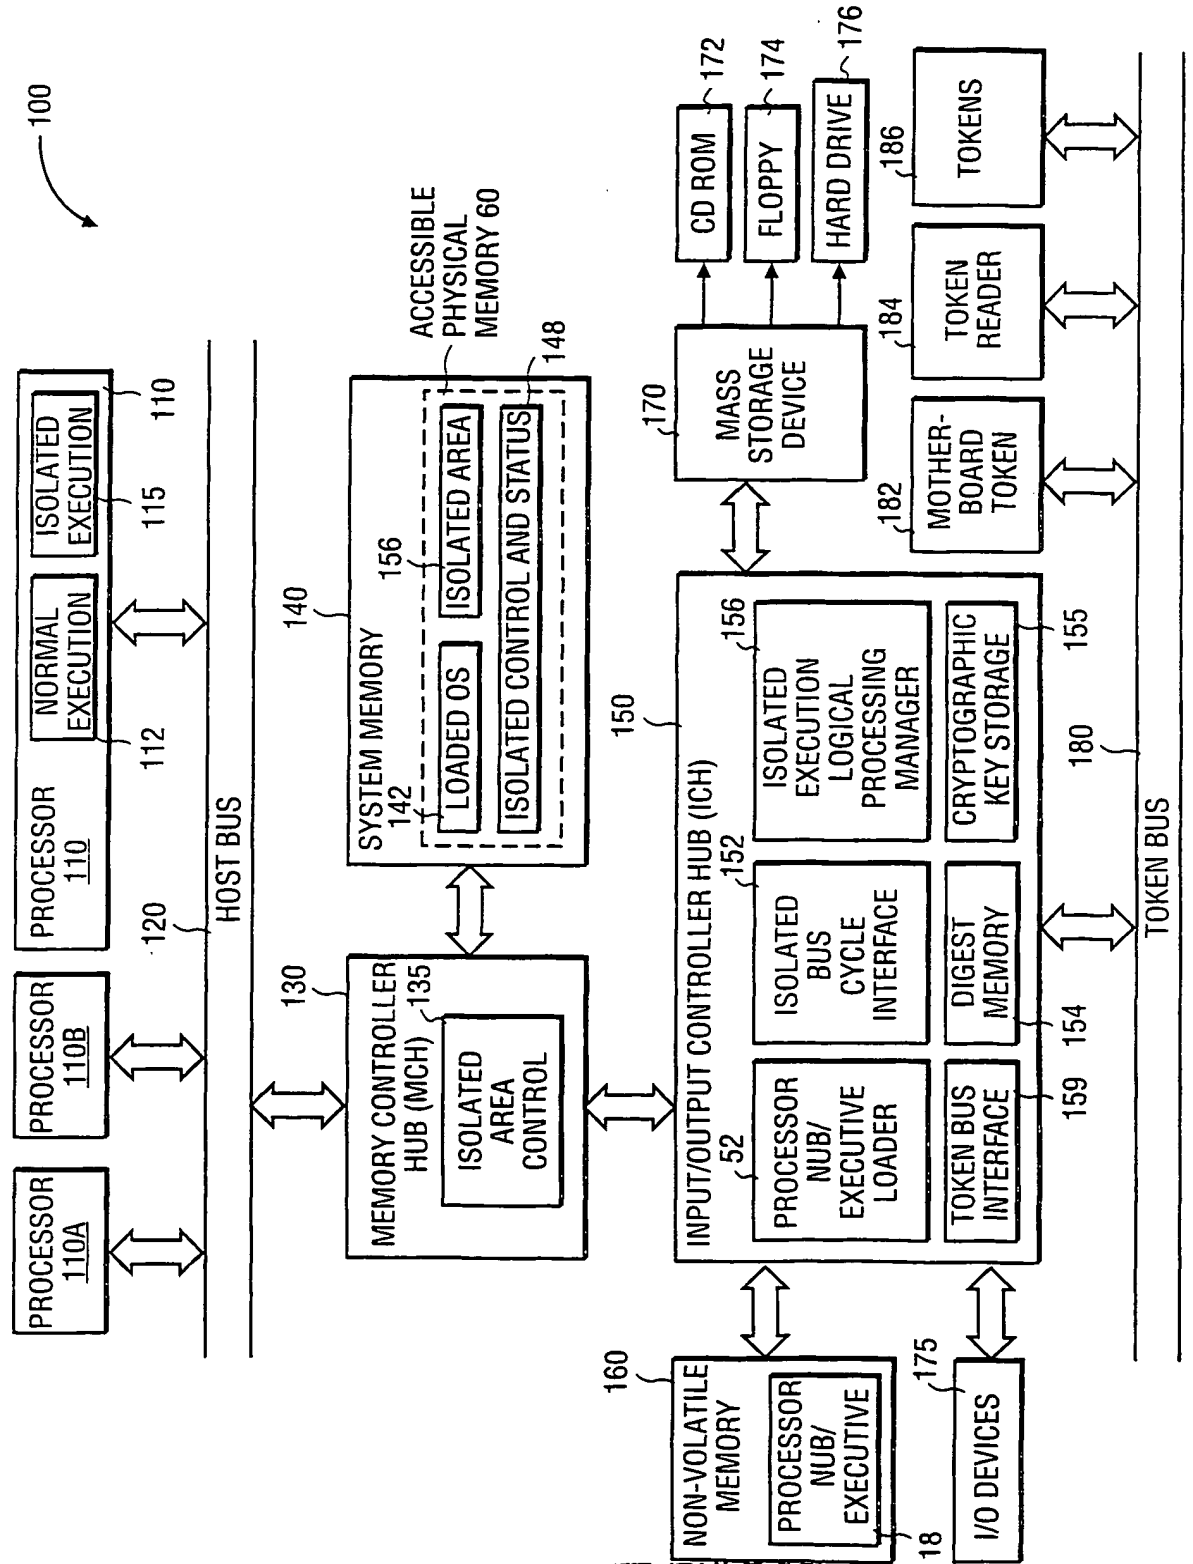 100
PROCESSOR
110A
PROCESSOR
110B
PROCESSOR
110
NORMAL
EXECUTION
112
ISOLATED
EXECUTION
115
110
120
HOST BUS
130
MEMORY CONTROLLER
HUB (MCH)
135
ISOLATED
AREA
CONTROL
140
SYSTEM MEMORY
142
LOADED OS
156
ISOLATED AREA
ISOLATED CONTROL AND STATUS
148
ACCESSIBLE
PHYSICAL
MEMORY 60
150
INPUT/OUTPUT CONTROLLER HUB (ICH)
52
PROCESSOR
NUB/
EXECUTIVE
LOADER
152
ISOLATED
BUS
CYCLE
INTERFACE
156
ISOLATED
EXECUTION
LOGICAL
PROCESSING
MANAGER
TOKEN BUS
INTERFACE
159
DIGEST
MEMORY
154
CRYPTOGRAPHIC
KEY STORAGE
155
160
NON-VOLATILE
MEMORY
PROCESSOR
NUB/
EXECUTIVE
18
175
I/O DEVICES
170
MASS
STORAGE
DEVICE
CD ROM
172
FLOPPY
174
HARD DRIVE
176
182
MOTHER-
BOARD
TOKEN
184
TOKEN
READER
186
TOKENS
180
TOKEN BUS